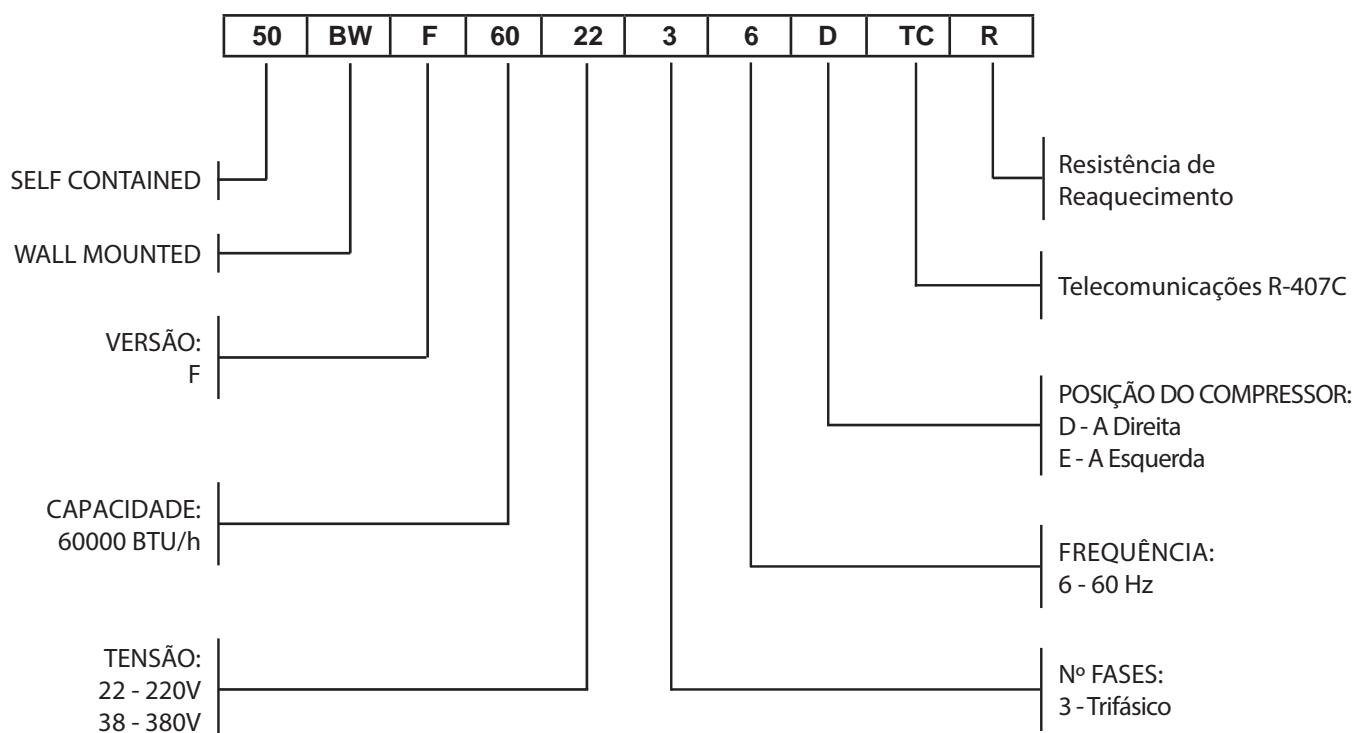 50 BW F 60 22 3 6 D TC R
SELF CONTAINED
WALL MOUNTED
VERSÃO:
F
CAPACIDADE:
60000 BTU/h
TENSÃO:
22 - 220V
38 - 380V
Resistência de
Reaquecimento
Telecomunicações R-407C
POSIÇÃO DO COMPRESSOR:
D - A Direita
E - A Esquerda
FREQUÊNCIA:
6 - 60 Hz
Nº FASES:
3 - Trifásico